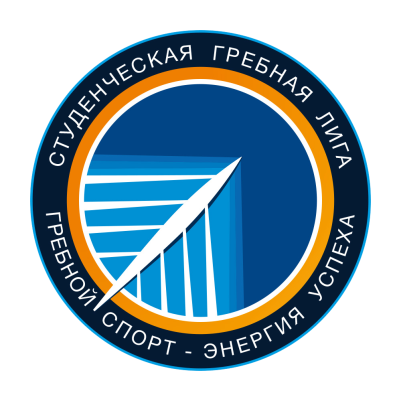 СТУДЕНЧЕСКАЯ ГРЕБНАЯ ЛИГА
ГРЕБНОЙ СПОРТ - ЭНЕРГИЯ УСПЕХА